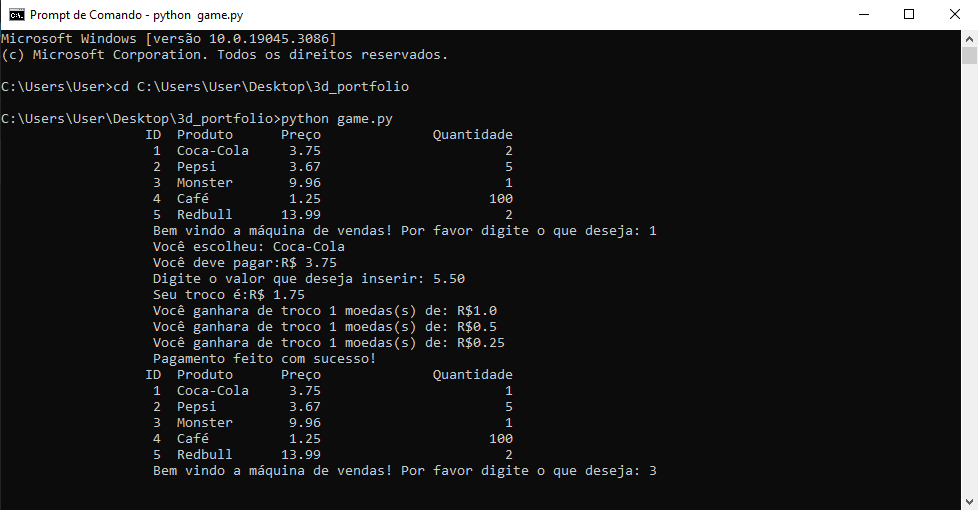 Prompt de Comando - python  game.py
Microsoft Windows [versão 10.0.19045.3086]
(c) Microsoft Corporation. Todos os direitos reservados.
C:\Users\User>cd C:\Users\User\Desktop\3d_portfolio
C:\Users\User\Desktop\3d_portfolio>python game.py
ID  Produto      Preço              Quantidade
1  Coca-Cola     3.75                       2
2  Pepsi         3.67                       5
3  Monster       9.96                       1
4  Café          1.25                     100
5  Redbull      13.99                       2
Bem vindo a máquina de vendas! Por favor digite o que deseja: 1
Você escolheu: Coca-Cola
Você deve pagar:R$ 3.75
Digite o valor que deseja inserir: 5.50
Seu troco é:R$ 1.75
Você ganhara de troco 1 moedas(s) de: R$1.0
Você ganhara de troco 1 moedas(s) de: R$0.5
Você ganhara de troco 1 moedas(s) de: R$0.25
Pagamento feito com sucesso!
ID  Produto      Preço              Quantidade
1  Coca-Cola     3.75                       1
2  Pepsi         3.67                       5
3  Monster       9.96                       1
4  Café          1.25                     100
5  Redbull      13.99                       2
Bem vindo a máquina de vendas! Por favor digite o que deseja: 3